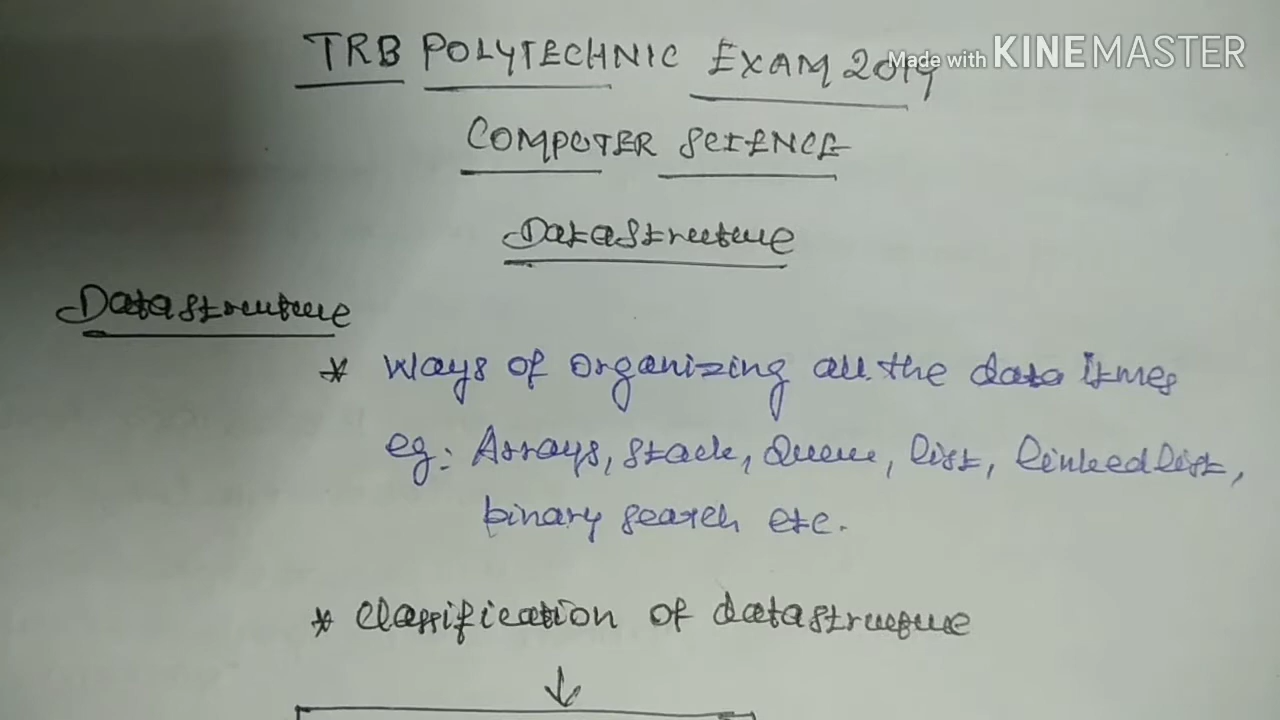 TRB POLYTECHNIC EXAM 2019
Made with KINEMASTER
COMPUTER SCIENCE
Datastructure
Datastructure
* Ways of organizing all the data itmes
eg: Arrays, stack, Queue, list, linkedlist,
binary search etc.
* Classification of datastructure